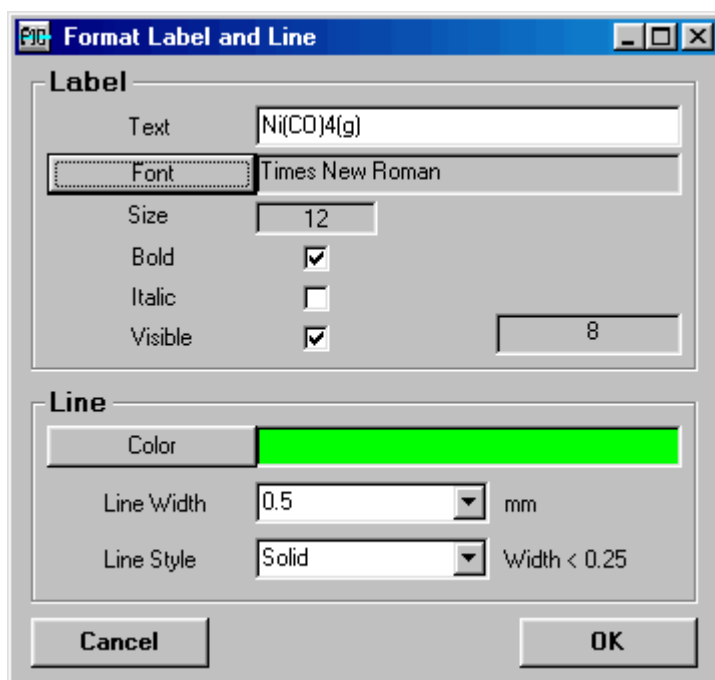 Format Label and Line
Label
Text Ni(CO)4(g)
Font Times New Roman
Size 12
Bold
Italic
Visible 8
Line
Color
Line Width 0.5 mm
Line Style Solid Width < 0.25
Cancel OK